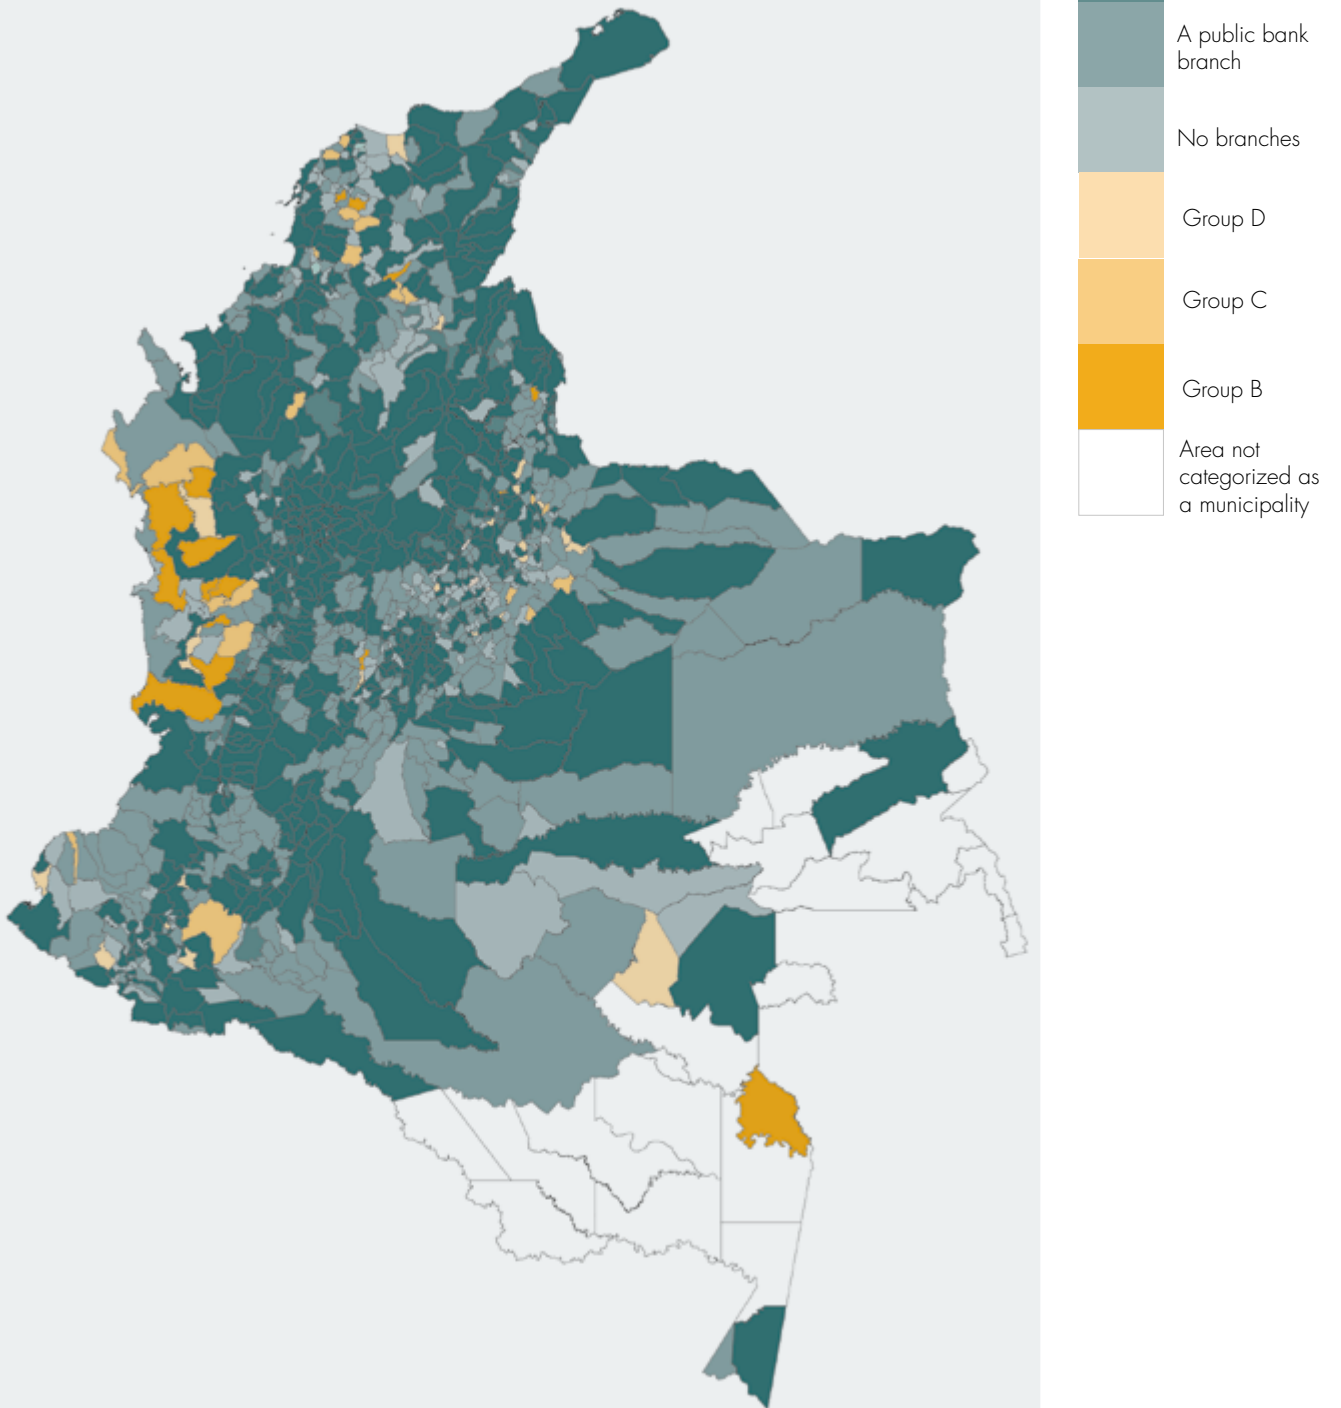 A public bank
branch
No branches
Group D
Group C
Group B
Area not
categorized as
a municipality